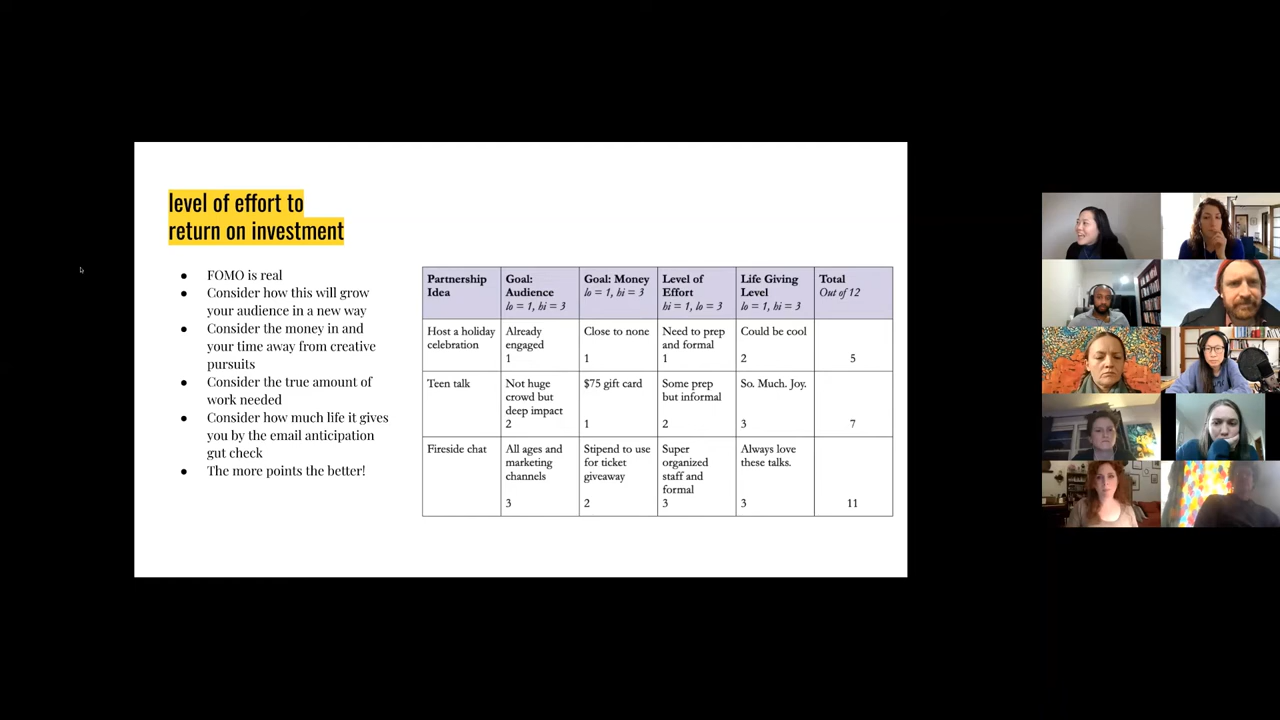 level of effort to
return on investment
● FOMO is real
● Consider how this will grow
your audience in a new way
● Consider the money in and
your time away from creative
pursuits
● Consider the true amount of
work needed
● Consider how much life it gives
you by the email anticipation
gut check
● The more points the better!
Partnership Idea | Goal: Audience lo = 1, hi = 3 | Goal: Money lo = 1, hi = 3 | Level of Effort hi = 1, lo = 3 | Life Giving Level lo = 1, hi = 3 | Total Out of 12
Host a holiday celebration | Already engaged 1 | Close to none 1 | Need to prep and formal 1 | Could be cool 2 | 5
Teen talk | Not huge crowd but deep impact 2 | $75 gift card 1 | Some prep but informal 2 | So. Much. Joy. 3 | 7
Fireside chat | All ages and marketing channels 3 | Stipend to use for ticket giveaway 2 | Super organized staff and formal 3 | Always love these talks. 3 | 11